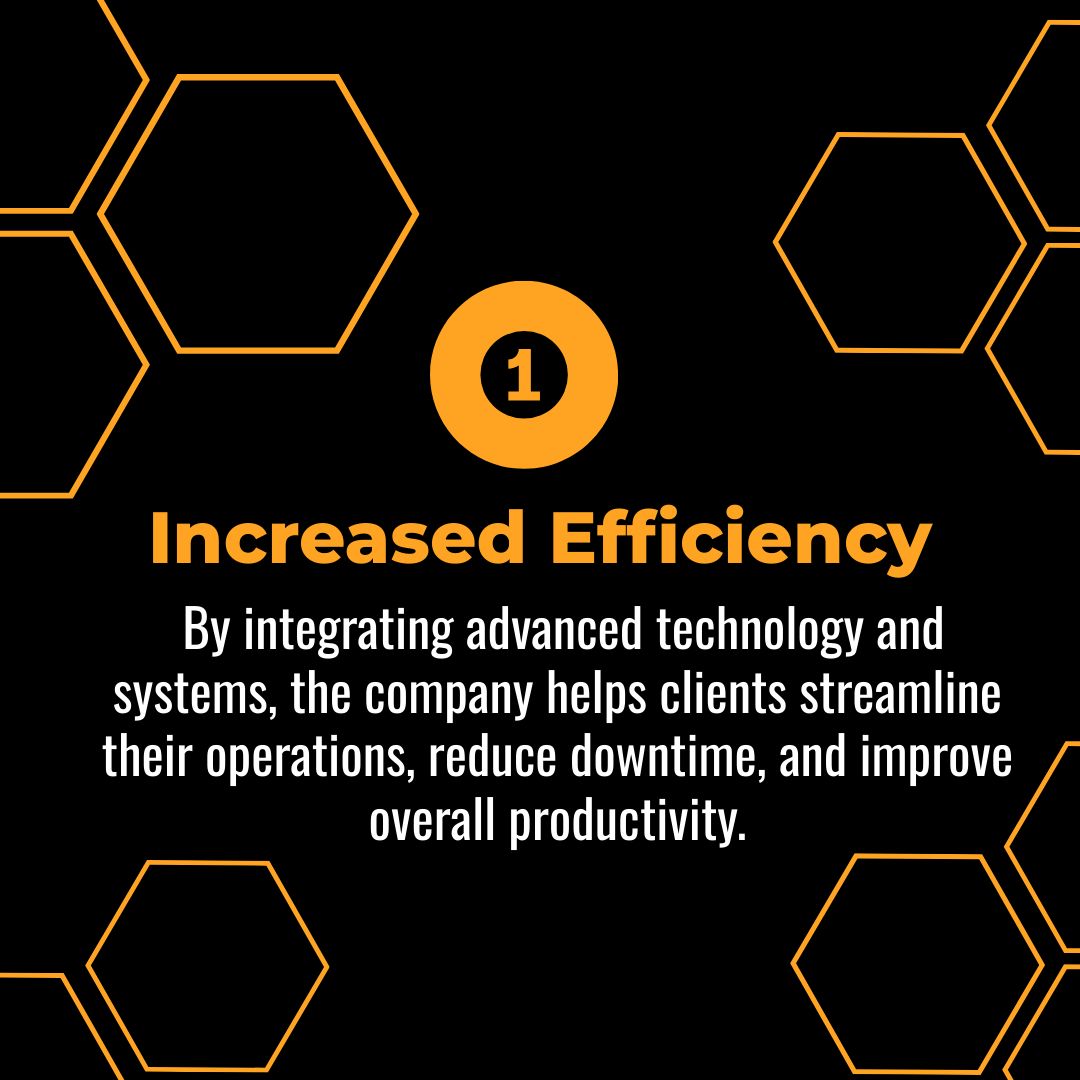 1
Increased Efficiency
By integrating advanced technology and
systems, the company helps clients streamline
their operations, reduce downtime, and improve
overall productivity.